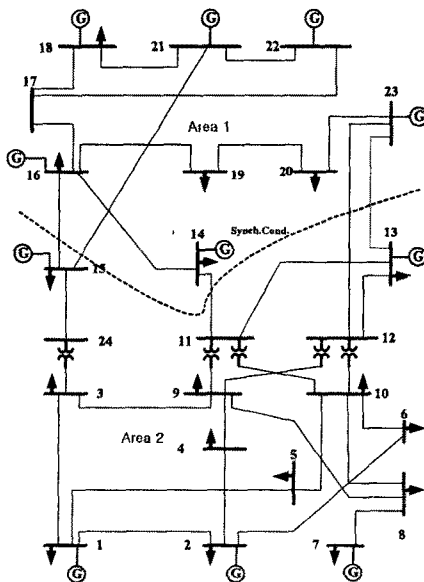 G G G
18 21 22
17 23
Area 1 G
G
16 19 20
Synch.Cond.
14 13
G G G
15
24 11 12
3 9 10
6
Area 2 4 5
1 2 7 8
G G G